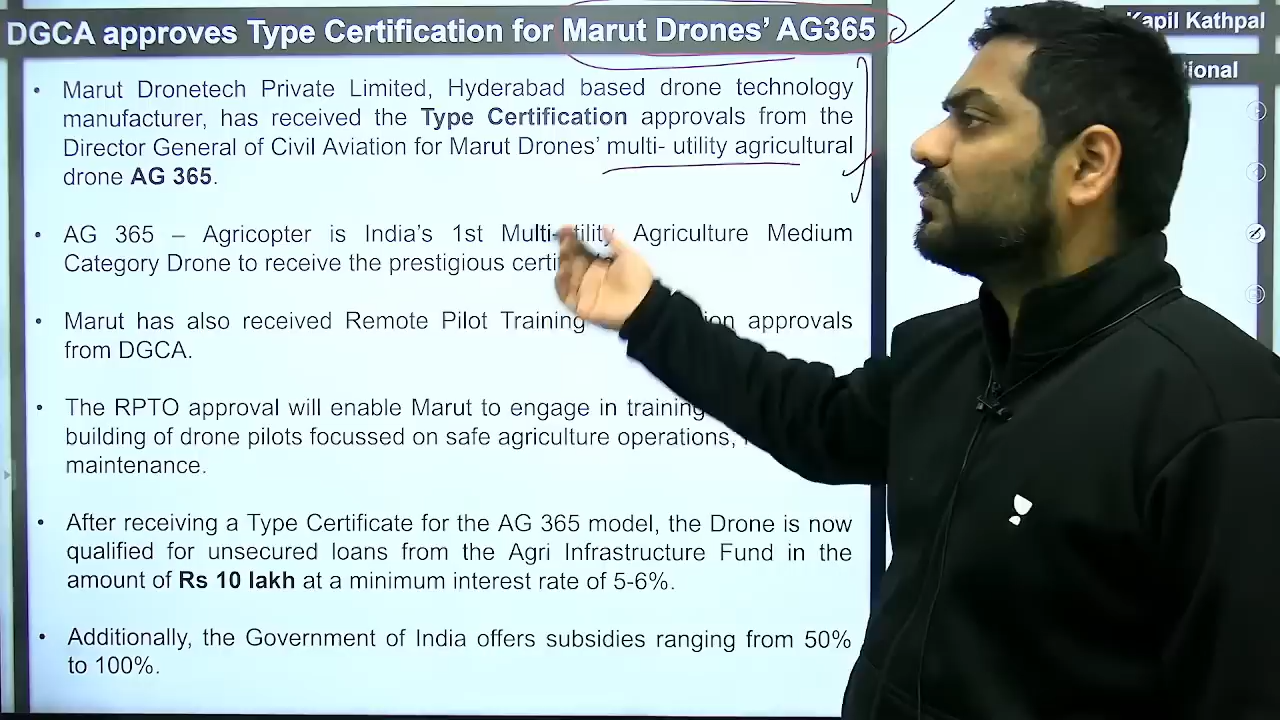 DGCA approves Type Certification for Marut Drones’ AG365
Kapil Kathpal
tional
• Marut Dronetech Private Limited, Hyderabad based drone technology
manufacturer, has received the Type Certification approvals from the
Director General of Civil Aviation for Marut Drones’ multi- utility agricultural
drone AG 365.
• AG 365 – Agricopter is India’s 1st Multi-utility Agriculture Medium
Category Drone to receive the prestigious certi
• Marut has also received Remote Pilot Training approvals
from DGCA.
• The RPTO approval will enable Marut to engage in training
building of drone pilots focussed on safe agriculture operations,
maintenance.
• After receiving a Type Certificate for the AG 365 model, the Drone is now
qualified for unsecured loans from the Agri Infrastructure Fund in the
amount of Rs 10 lakh at a minimum interest rate of 5-6%.
• Additionally, the Government of India offers subsidies ranging from 50%
to 100%.